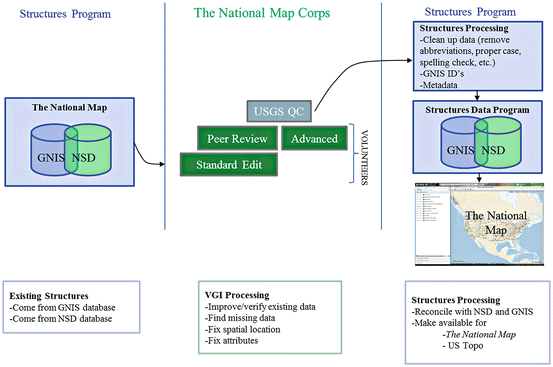 Structures Program
The National Map Corps
Structures Program
The National Map
GNIS
NSD
USGS QC
Peer Review
Advanced
Standard Edit
VOLUNTEERS
Structures Processing
-Clean up data (remove
abbreviations, proper case,
spelling check, etc.)
-GNIS ID's
-Metadata
Structures Data Program
GNIS
NSD
The National
Map
Existing Structures
-Come from GNIS database
-Come from NSD database
VGI Processing
-Improve/verify existing data
-Find missing data
-Fix spatial location
-Fix attributes
Structures Processing
-Reconcile with NSD and GNIS
-Make available for
-The National Map
- US Topo